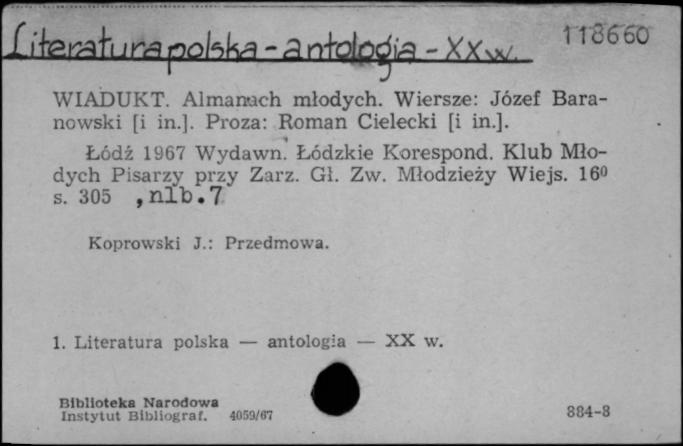 Literatura polska - antologia - XX w.
118660
WIADUKT. Almanach młodych. Wiersze: Józef Bara-
nowski [i in.]. Proza: Roman Cielecki [i in.].
Łódź 1967 Wydawn. Łódzkie Korespond. Klub Mło-
dych Pisarzy przy Zarz. Gł. Zw. Młodzieży Wiejs. 16⁰
s. 305 , nlb. 7
Koprowski J.: Przedmowa.
1. Literatura polska — antologia — XX w.
Biblioteka Narodowa
Instytut Bibliograf. 4059/67
884-8